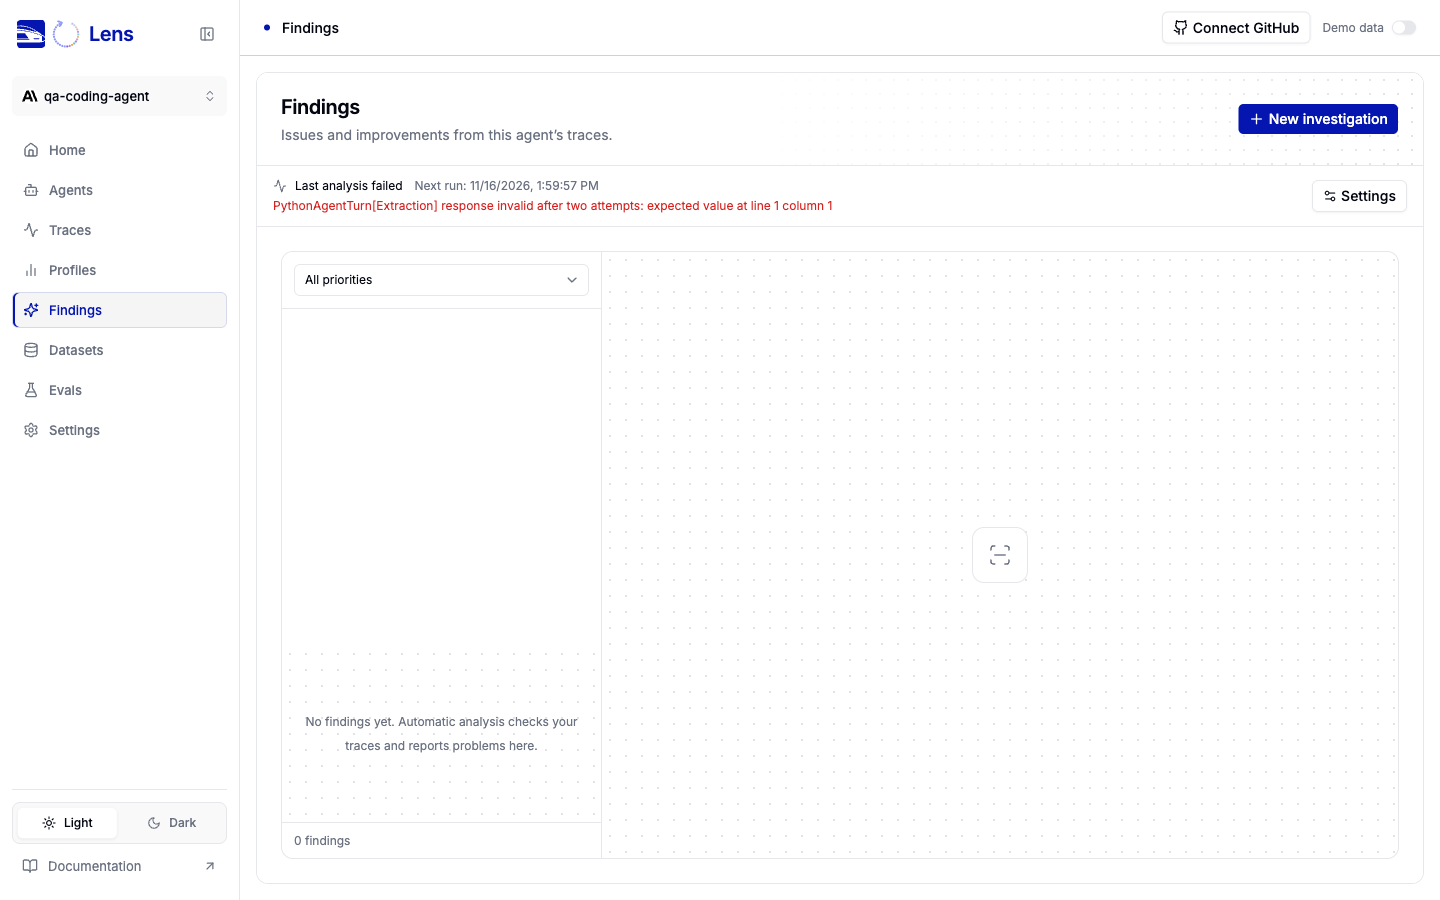 Lens
qa-coding-agent
Home
Agents
Traces
Profiles
Findings
Datasets
Evals
Settings
Light
Dark
Documentation
Findings
Connect GitHub
Demo data
Findings
Issues and improvements from this agent's traces.
New investigation
Last analysis failed Next run: 11/16/2026, 1:59:57 PM
PythonAgentTurn[Extraction] response invalid after two attempts: expected value at line 1 column 1
Settings
All priorities
No findings yet. Automatic analysis checks your
traces and reports problems here.
0 findings